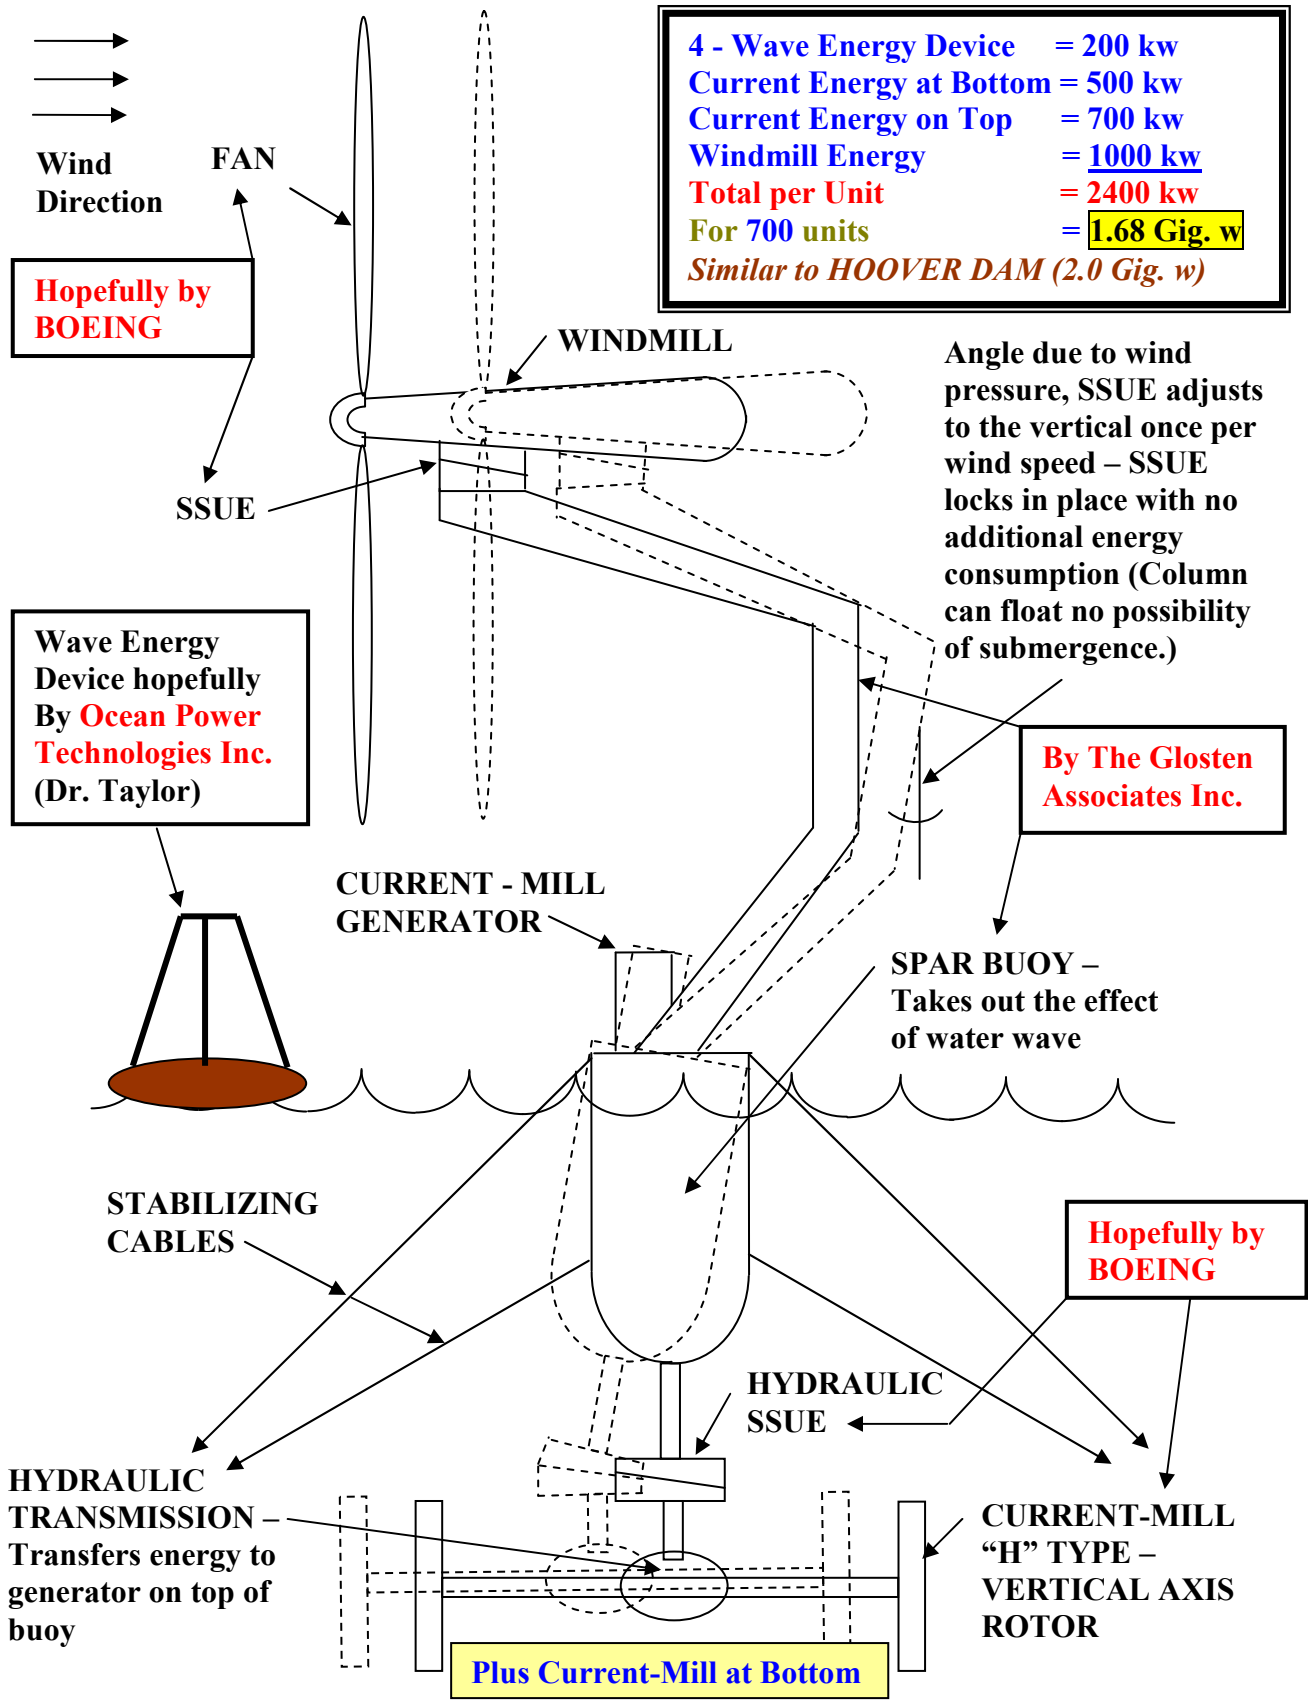 4 - Wave Energy Device = 200 kw
Current Energy at Bottom = 500 kw
Current Energy on Top = 700 kw
Windmill Energy = 1000 kw
Total per Unit = 2400 kw
For 700 units = 1.68 Gig. w
Similar to HOOVER DAM (2.0 Gig. w)
Wind
Direction
FAN
Hopefully by
BOEING
SSUE
WINDMILL
Angle due to wind
pressure, SSUE adjusts
to the vertical once per
wind speed – SSUE
locks in place with no
additional energy
consumption (Column
can float no possibility
of submergence.)
Wave Energy
Device hopefully
By Ocean Power
Technologies Inc.
(Dr. Taylor)
By The Glosten
Associates Inc.
CURRENT - MILL
GENERATOR
SPAR BUOY –
Takes out the effect
of water wave
STABILIZING
CABLES
Hopefully by
BOEING
HYDRAULIC
SSUE
HYDRAULIC
TRANSMISSION –
Transfers energy to
generator on top of
buoy
CURRENT-MILL
“H” TYPE –
VERTICAL AXIS
ROTOR
Plus Current-Mill at Bottom